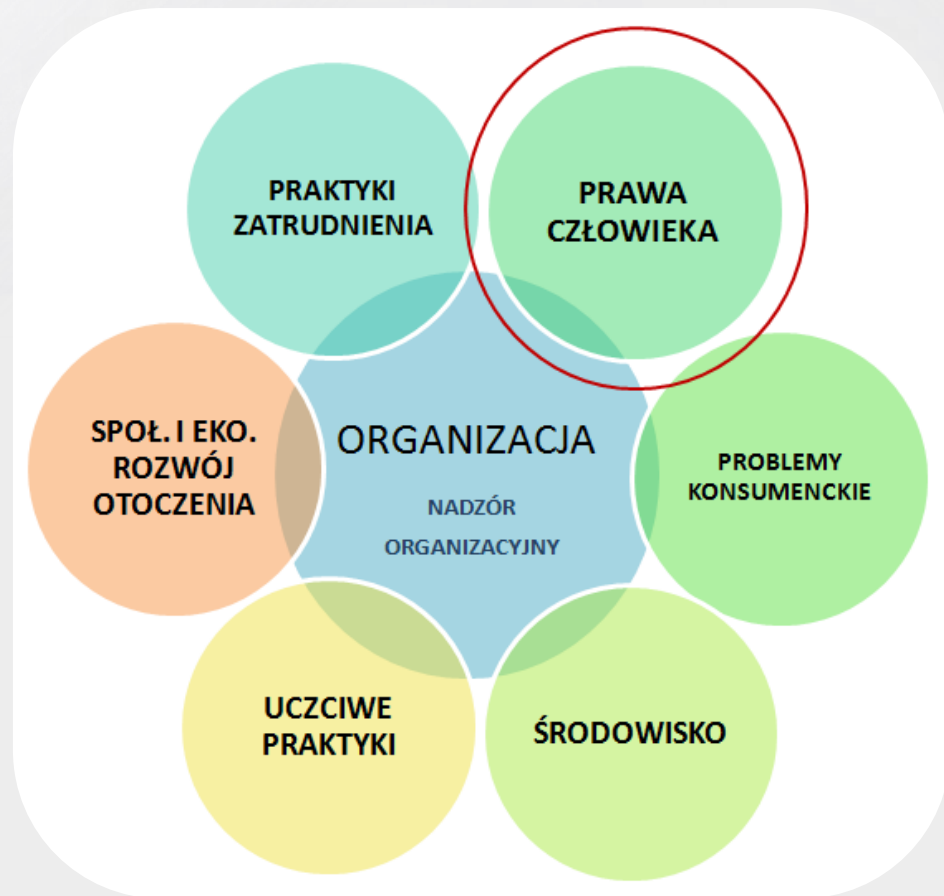 PRAKTYKI
ZATRUDNIENIA
PRAWA
CZŁOWIEKA
SPOŁ. I EKO.
ROZWÓJ
OTOCZENIA
ORGANIZACJA
NADZÓR
ORGANIZACYJNY
PROBLEMY
KONSUMENCKIE
UCZCIWE
PRAKTYKI
ŚRODOWISKO